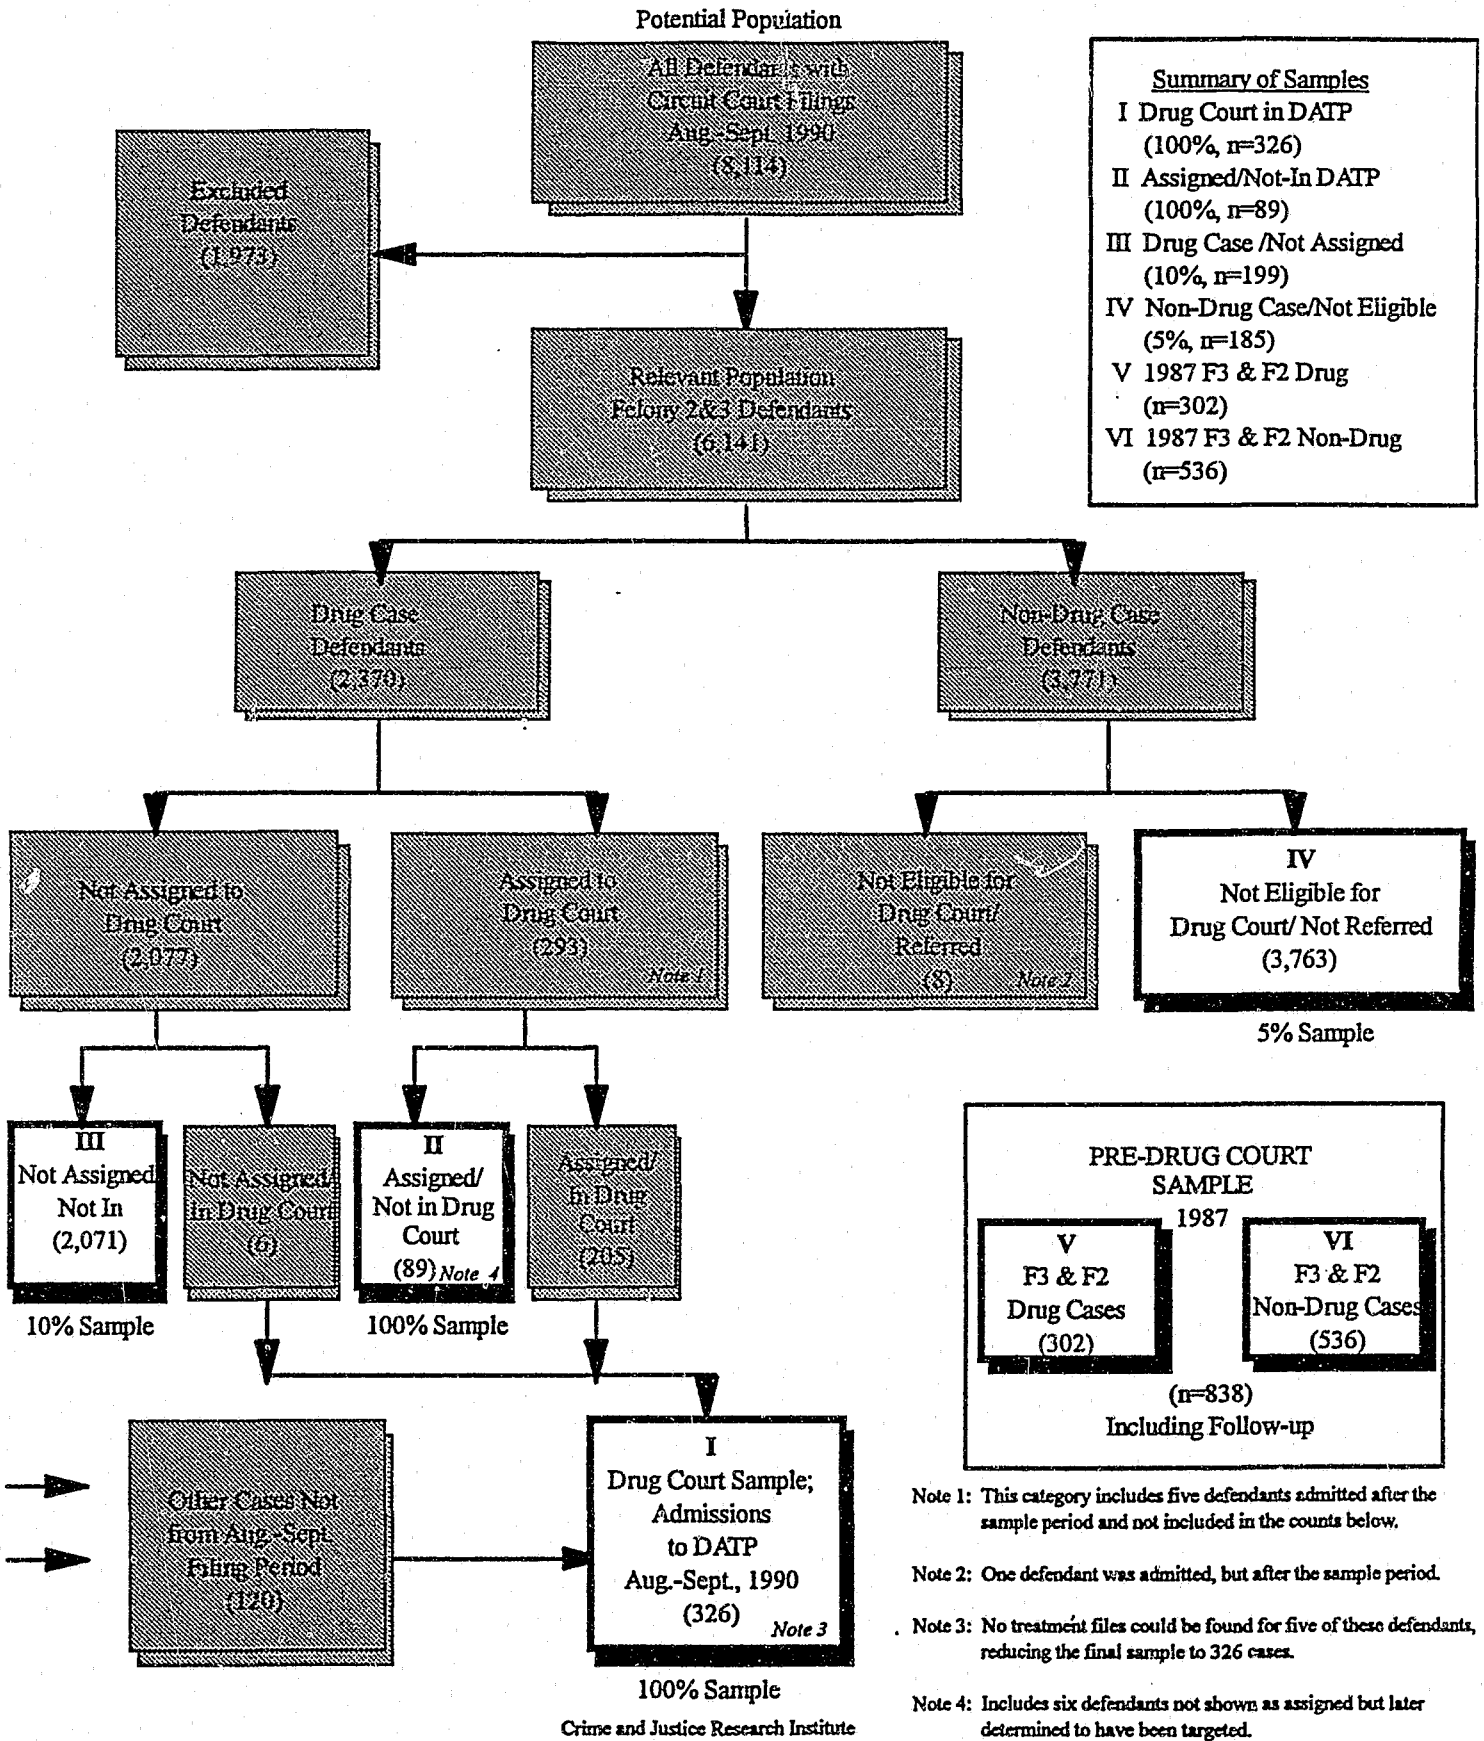 Potential Population
All Defendants with
Circuit Court Filings
Aug.-Sept. 1990
(8,114)
Summary of Samples
I Drug Court in DATP
(100%, n=326)
II Assigned/Not-In DATP
(100%, n=89)
III Drug Case /Not Assigned
(10%, n=199)
IV Non-Drug Case/Not Eligible
(5%, n=185)
V 1987 F3 & F2 Drug
(n=302)
VI 1987 F3 & F2 Non-Drug
(n=536)
Excluded
Defendants
(1,973)
Relevant Population
Felony 2&3 Defendants
(6,141)
Drug Case
Defendants
(2,370)
Non-Drug Case
Defendants
(3,771)
Not Assigned to
Drug Court
(2,077)
Assigned to
Drug Court
(293)
Note 1
Not Eligible for
Drug Court/
Referred
(8) Note 2
IV
Not Eligible for
Drug Court/ Not Referred
(3,763)
5% Sample
III
Not Assigned
Not In
(2,071)
10% Sample
Not Assigned/
In Drug Court
(6)
II
Assigned/
Not in Drug
Court
(89) Note 4
100% Sample
Assigned/
In Drug
Court
(205)
PRE-DRUG COURT
SAMPLE
1987
V
F3 & F2
Drug Cases
(302)
VI
F3 & F2
Non-Drug Cases
(536)
(n=838)
Including Follow-up
Other Cases Not
from Aug.-Sept.
Filing Period
(120)
I
Drug Court Sample;
Admissions
to DATP
Aug.-Sept., 1990
(326)
Note 3
100% Sample
Crime and Justice Research Institute
Note 1: This category includes five defendants admitted after the
sample period and not included in the counts below.
Note 2: One defendant was admitted, but after the sample period.
Note 3: No treatment files could be found for five of these defendants,
reducing the final sample to 326 cases.
Note 4: Includes six defendants not shown as assigned but later
determined to have been targeted.